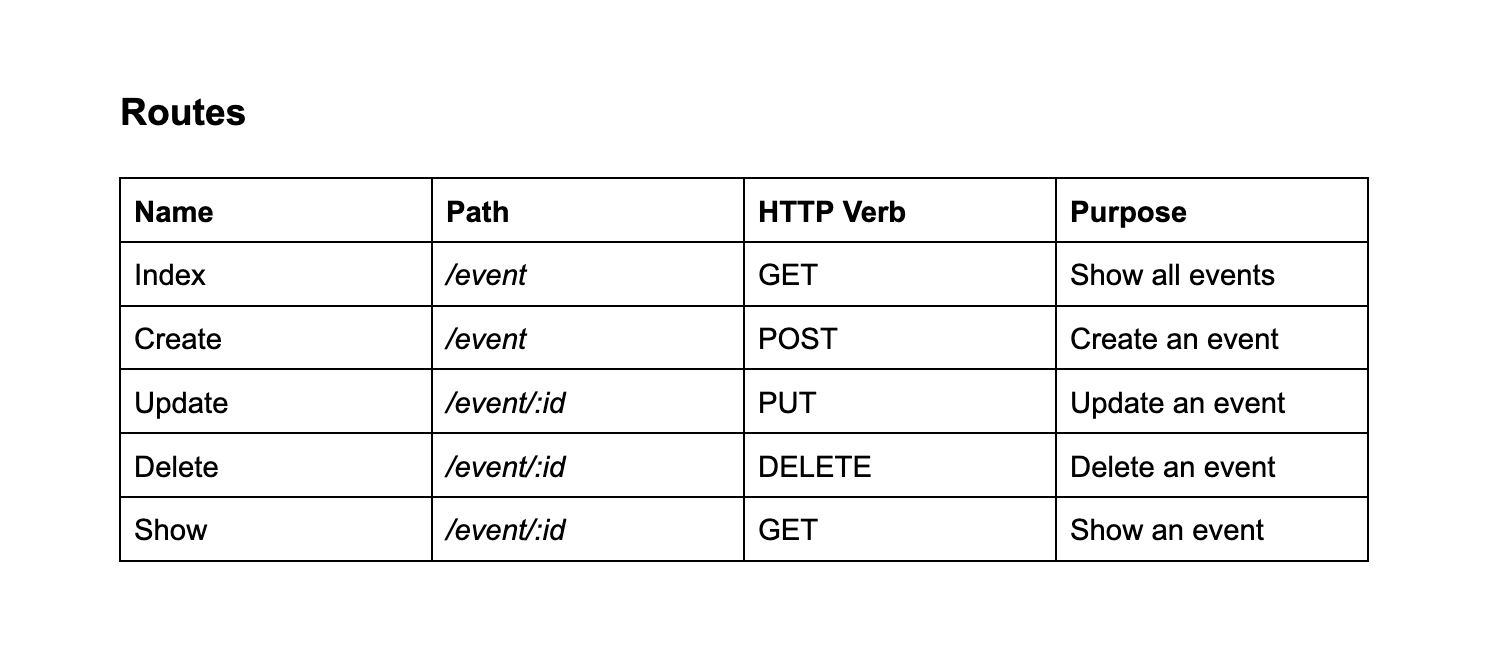 Routes
Name Path HTTP Verb Purpose
Index /event GET Show all events
Create /event POST Create an event
Update /event/:id PUT Update an event
Delete /event/:id DELETE Delete an event
Show /event/:id GET Show an event